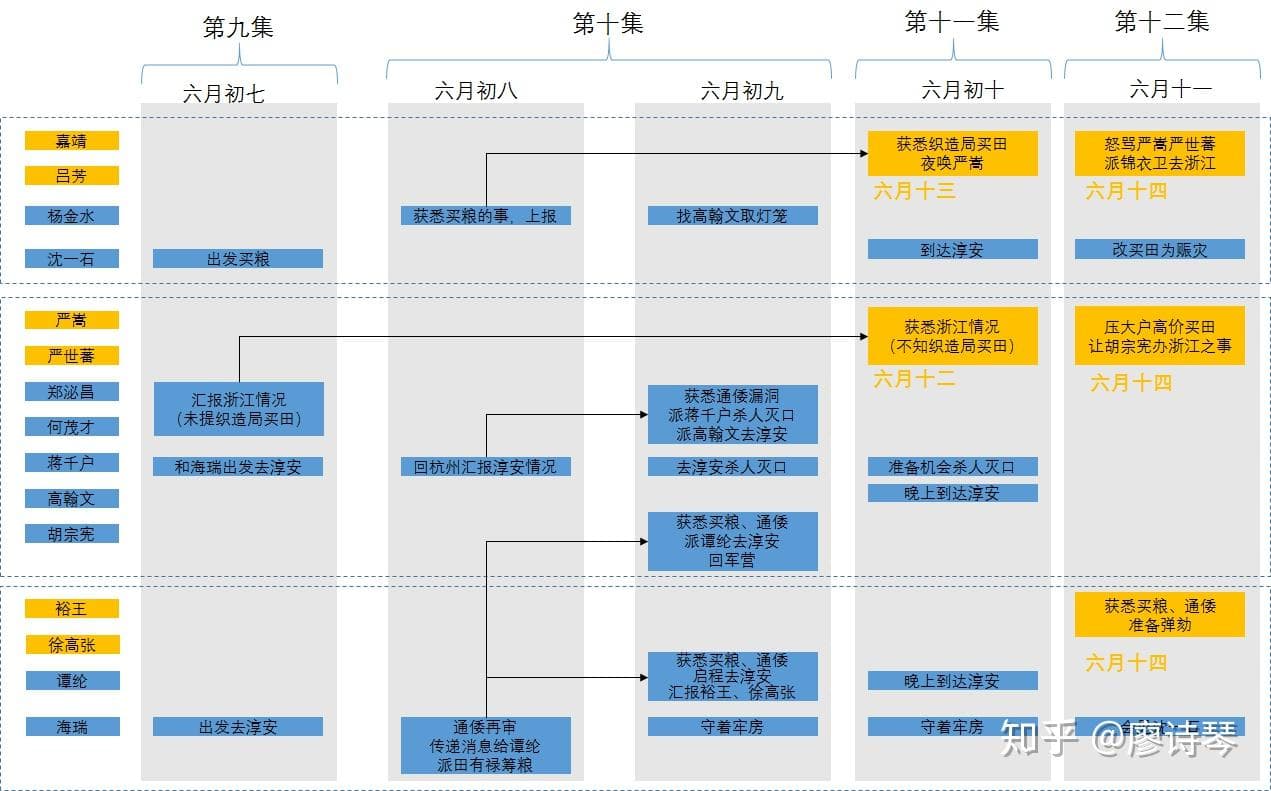 第九集
第十集
第十一集
第十二集
六月初七
六月初八
六月初九
六月初十
六月十一
嘉靖
吕芳
杨金水
沈一石
出发买粮
获悉买粮的事，上报
找高翰文取灯笼
获悉织造局买田
夜唤严嵩
六月十三
到达淳安
怒骂严嵩严世蕃
派锦衣卫去浙江
六月十四
改买田为赈灾
严嵩
严世蕃
郑泌昌
何茂才
蒋千户
高翰文
胡宗宪
汇报浙江情况
（未提织造局买田）
和海瑞出发去淳安
回杭州汇报淳安情况
获悉通倭漏洞
派蒋千户杀人灭口
派高翰文去淳安
去淳安杀人灭口
获悉买粮、通倭
派谭纶去淳安
回军营
获悉浙江情况
（不知织造局买田）
六月十二
准备机会杀人灭口
晚上到达淳安
压大户高价买田
让胡宗宪办浙江之事
六月十四
裕王
徐高张
谭纶
海瑞
出发去淳安
通倭再审
传递消息给谭纶
派田有禄筹粮
获悉买粮、通倭
启程去淳安
汇报裕王、徐高张
守着牢房
晚上到达淳安
守着牢房
获悉买粮、通倭
准备弹劾
六月十四
知乎 @廖诗琴